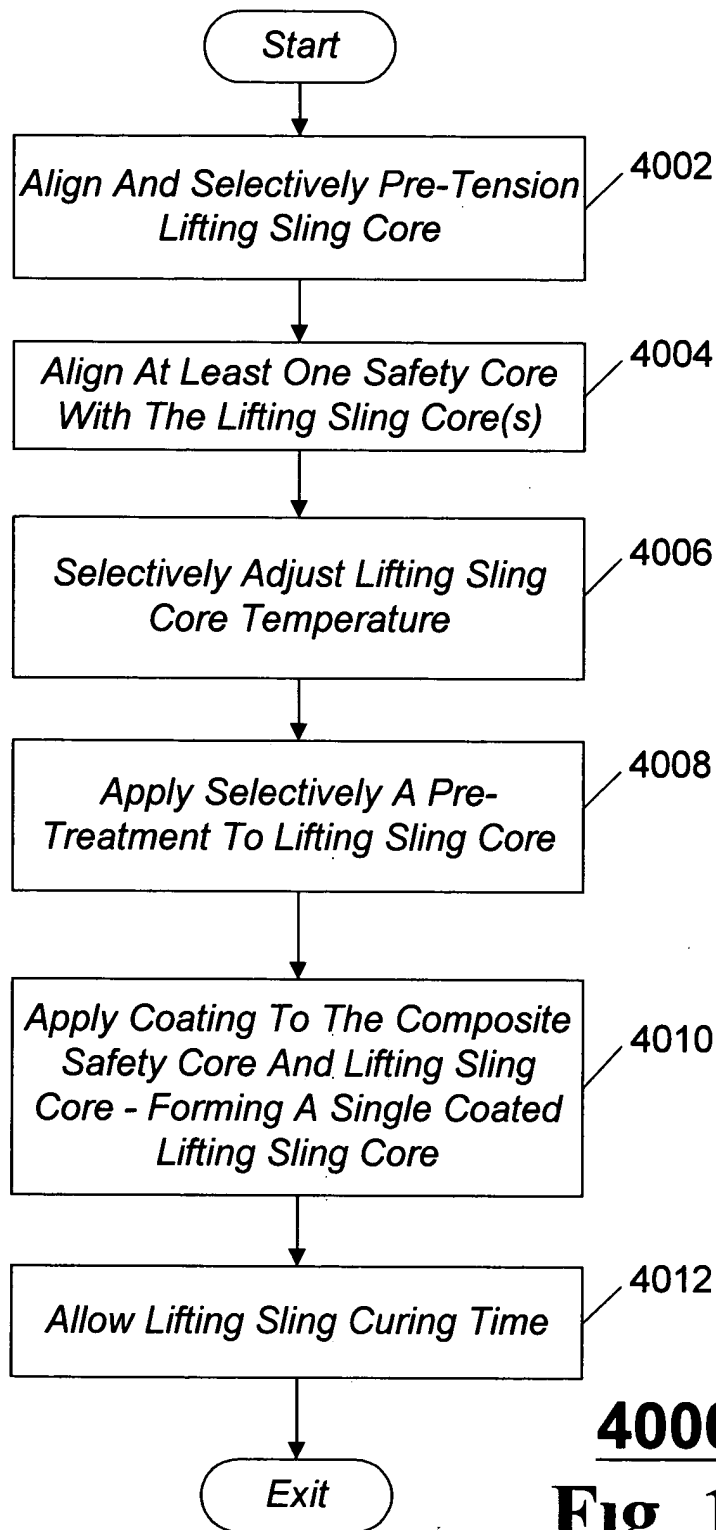 Start
Align And Selectively Pre-Tension
Lifting Sling Core
4002
Align At Least One Safety Core
With The Lifting Sling Core(s)
4004
Selectively Adjust Lifting Sling
Core Temperature
4006
Apply Selectively A Pre-
Treatment To Lifting Sling Core
4008
Apply Coating To The Composite
Safety Core And Lifting Sling
Core - Forming A Single Coated
Lifting Sling Core
4010
Allow Lifting Sling Curing Time
4012
4000
Exit
Fig. 1